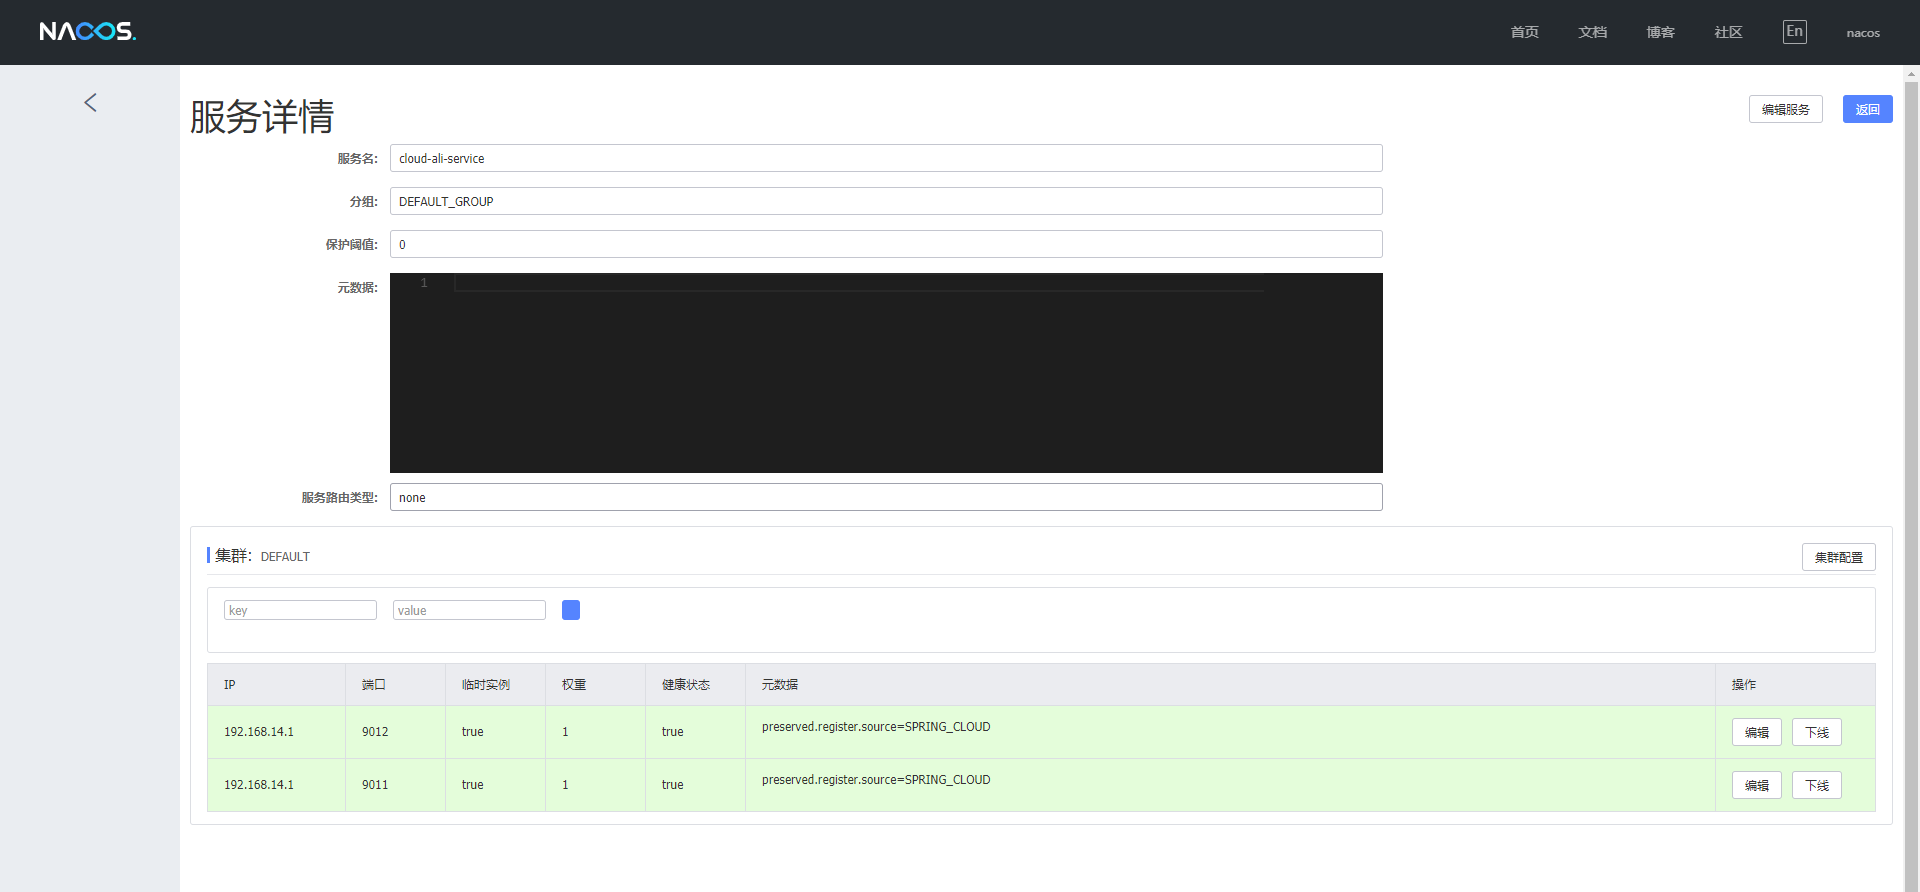 NACOS.
首页 文档 博客 社区 En nacos
服务详情
编辑服务 返回
服务名: cloud-ali-service
分组: DEFAULT_GROUP
保护阈值: 0
元数据: 1
服务路由类型: none
集群: DEFAULT 集群配置
key value
IP 端口 临时实例 权重 健康状态 元数据 操作
192.168.14.1 9012 true 1 true preserved.register.source=SPRING_CLOUD 编辑 下线
192.168.14.1 9011 true 1 true preserved.register.source=SPRING_CLOUD 编辑 下线